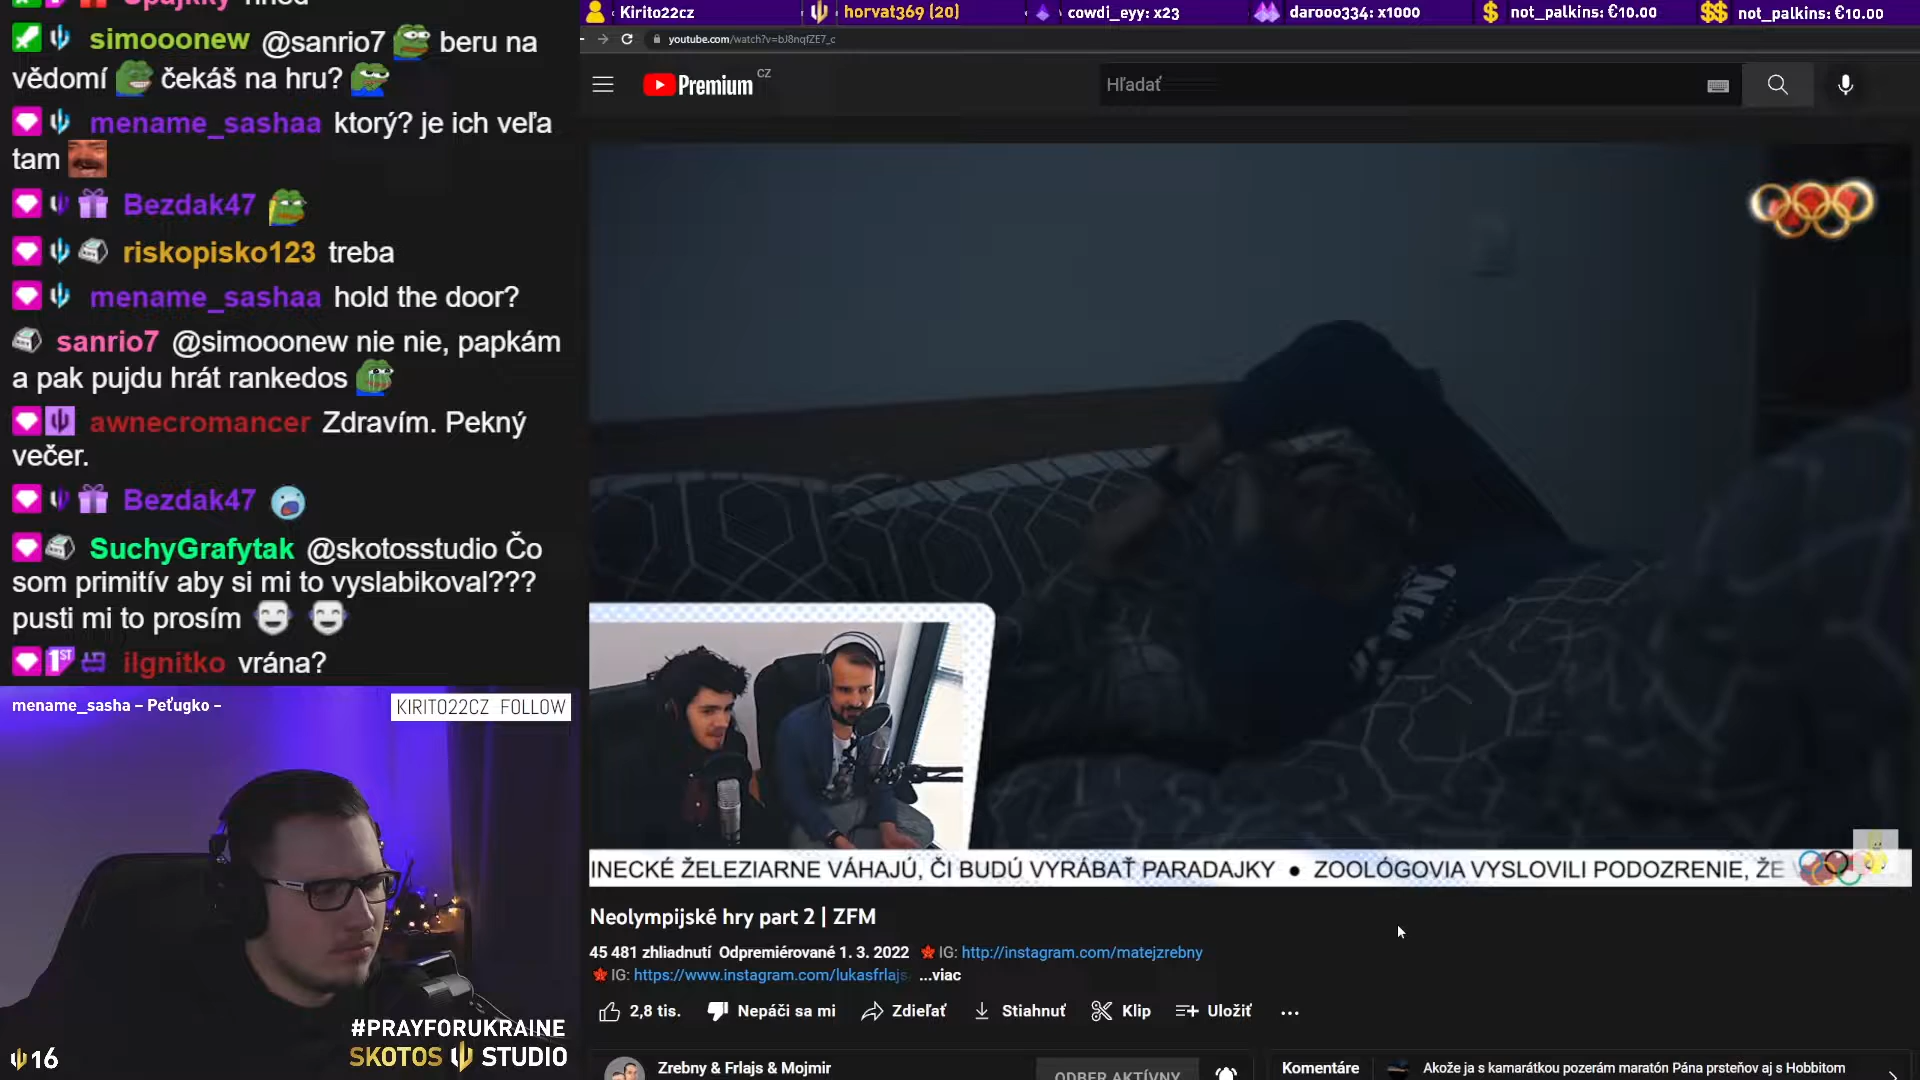 simooonew @sanrio7 beru na
vědomí čekáš na hru?
mename_sashaa ktorý? je ich veľa
tam
Bezdak47
riskopisko123 treba
mename_sashaa hold the door?
sanrio7 @simooonew nie nie, papkám
a pak pujdu hrát rankedos
awnecromancer Zdravím. Pekný
večer.
Bezdak47
SuchyGrafytak @skotosstudio Čo
som primitív aby si mi to vyslabikoval???
pusti mi to prosím
1ST ilgnitko vrána?
mename_sasha – Peťugko –
KIRITO22CZ FOLLOW
#PRAYFORUKRAINE
SKOTOS STUDIO
16
Kirito22cz
horvat369 (20)
cowdi_eyy: x23
darooo334: x1000
not_palkins: €10.00
not_palkins: €10.00
youtube.com/watch?v=bJ8nqfZE7_c
Premium CZ
Hľadať
INECKÉ ŽELEZIARNE VÁHAJÚ, ČI BUDÚ VYRÁBAŤ PARADAJKY ● ZOOLÓGOVIA VYSLOVILI PODOZRENIE, ŽE
Neolympijské hry part 2 | ZFM
45 481 zhliadnutí Odpremiérované 1. 3. 2022 IG: http://instagram.com/matejzrebny
IG: https://www.instagram.com/lukasfrlajs ...viac
2,8 tis. Nepáči sa mi Zdieľať Stiahnuť Klip Uložiť
Zrebny & Frlajs & Mojmir
ODBER AKTÍVNY
Komentáre
Akože ja s kamarátkou pozerám maratón Pána prsteňov aj s Hobbitom